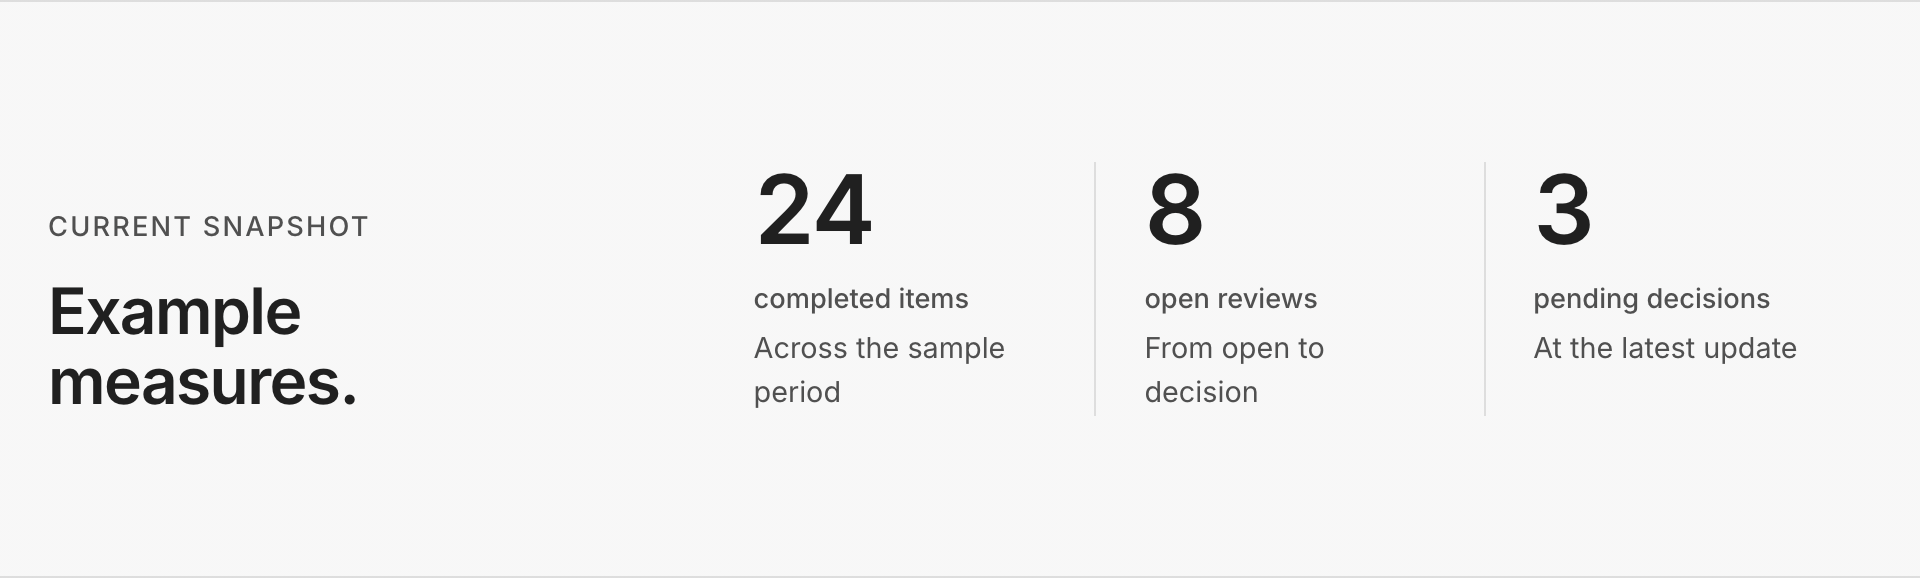 CURRENT SNAPSHOT
Example
measures.
24
completed items
Across the sample
period
8
open reviews
From open to
decision
3
pending decisions
At the latest update